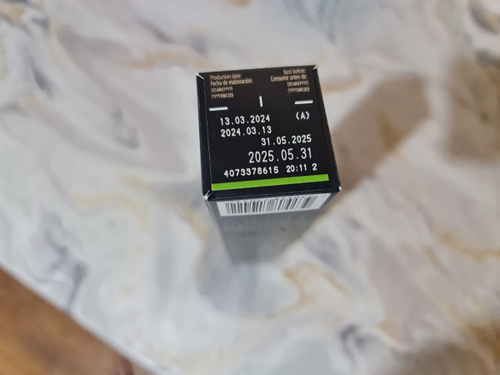 Production date: Best before:
Fecha de elaboración: Consumir antes de:
13.03.2024 (A)
2024.03.13
31.05.2025
2025.05.31
4073378615 20:11 2